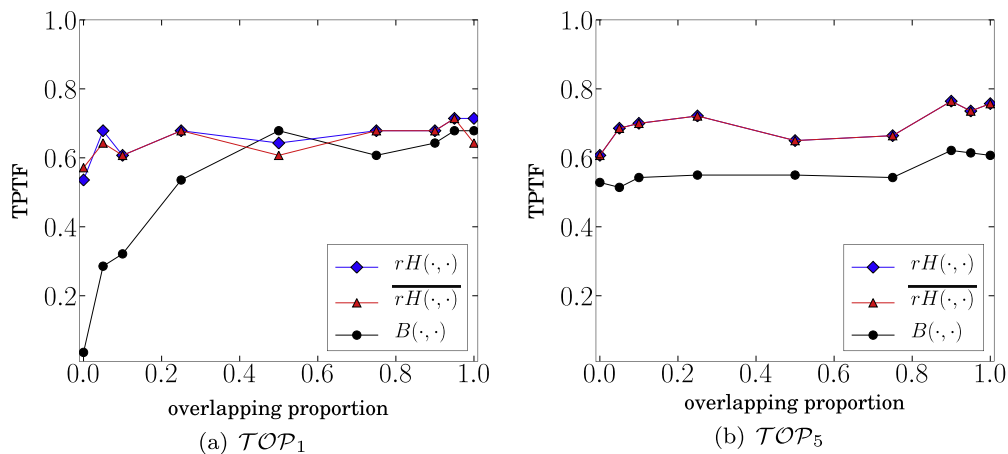 1.0
0.8
0.6
0.4
0.2
TPTF
0.0 0.2 0.4 0.6 0.8 1.0
overlapping proportion
rH(·,·)
rH(·,·)
B(·,·)
(a) TOP₁
1.0
0.8
0.6
0.4
0.2
TPTF
0.0 0.2 0.4 0.6 0.8 1.0
overlapping proportion
rH(·,·)
rH(·,·)
B(·,·)
(b) TOP₅